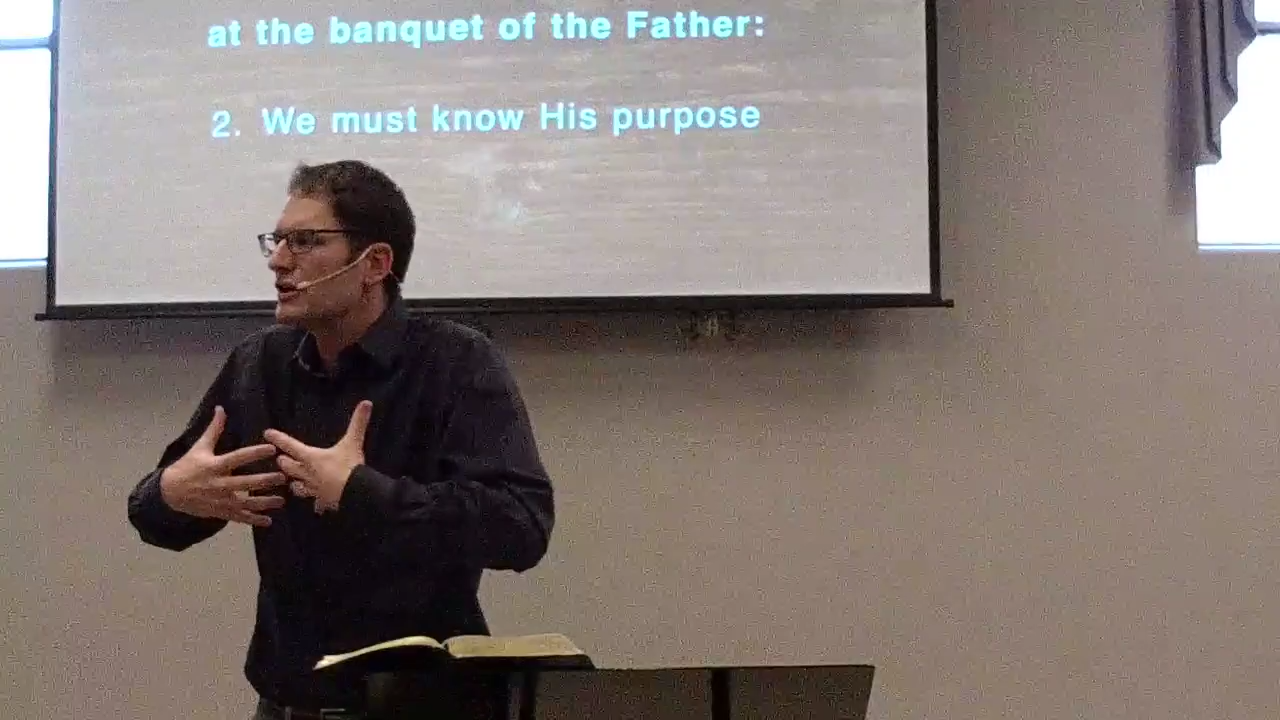 at the banquet of the Father:
2. We must know His purpose